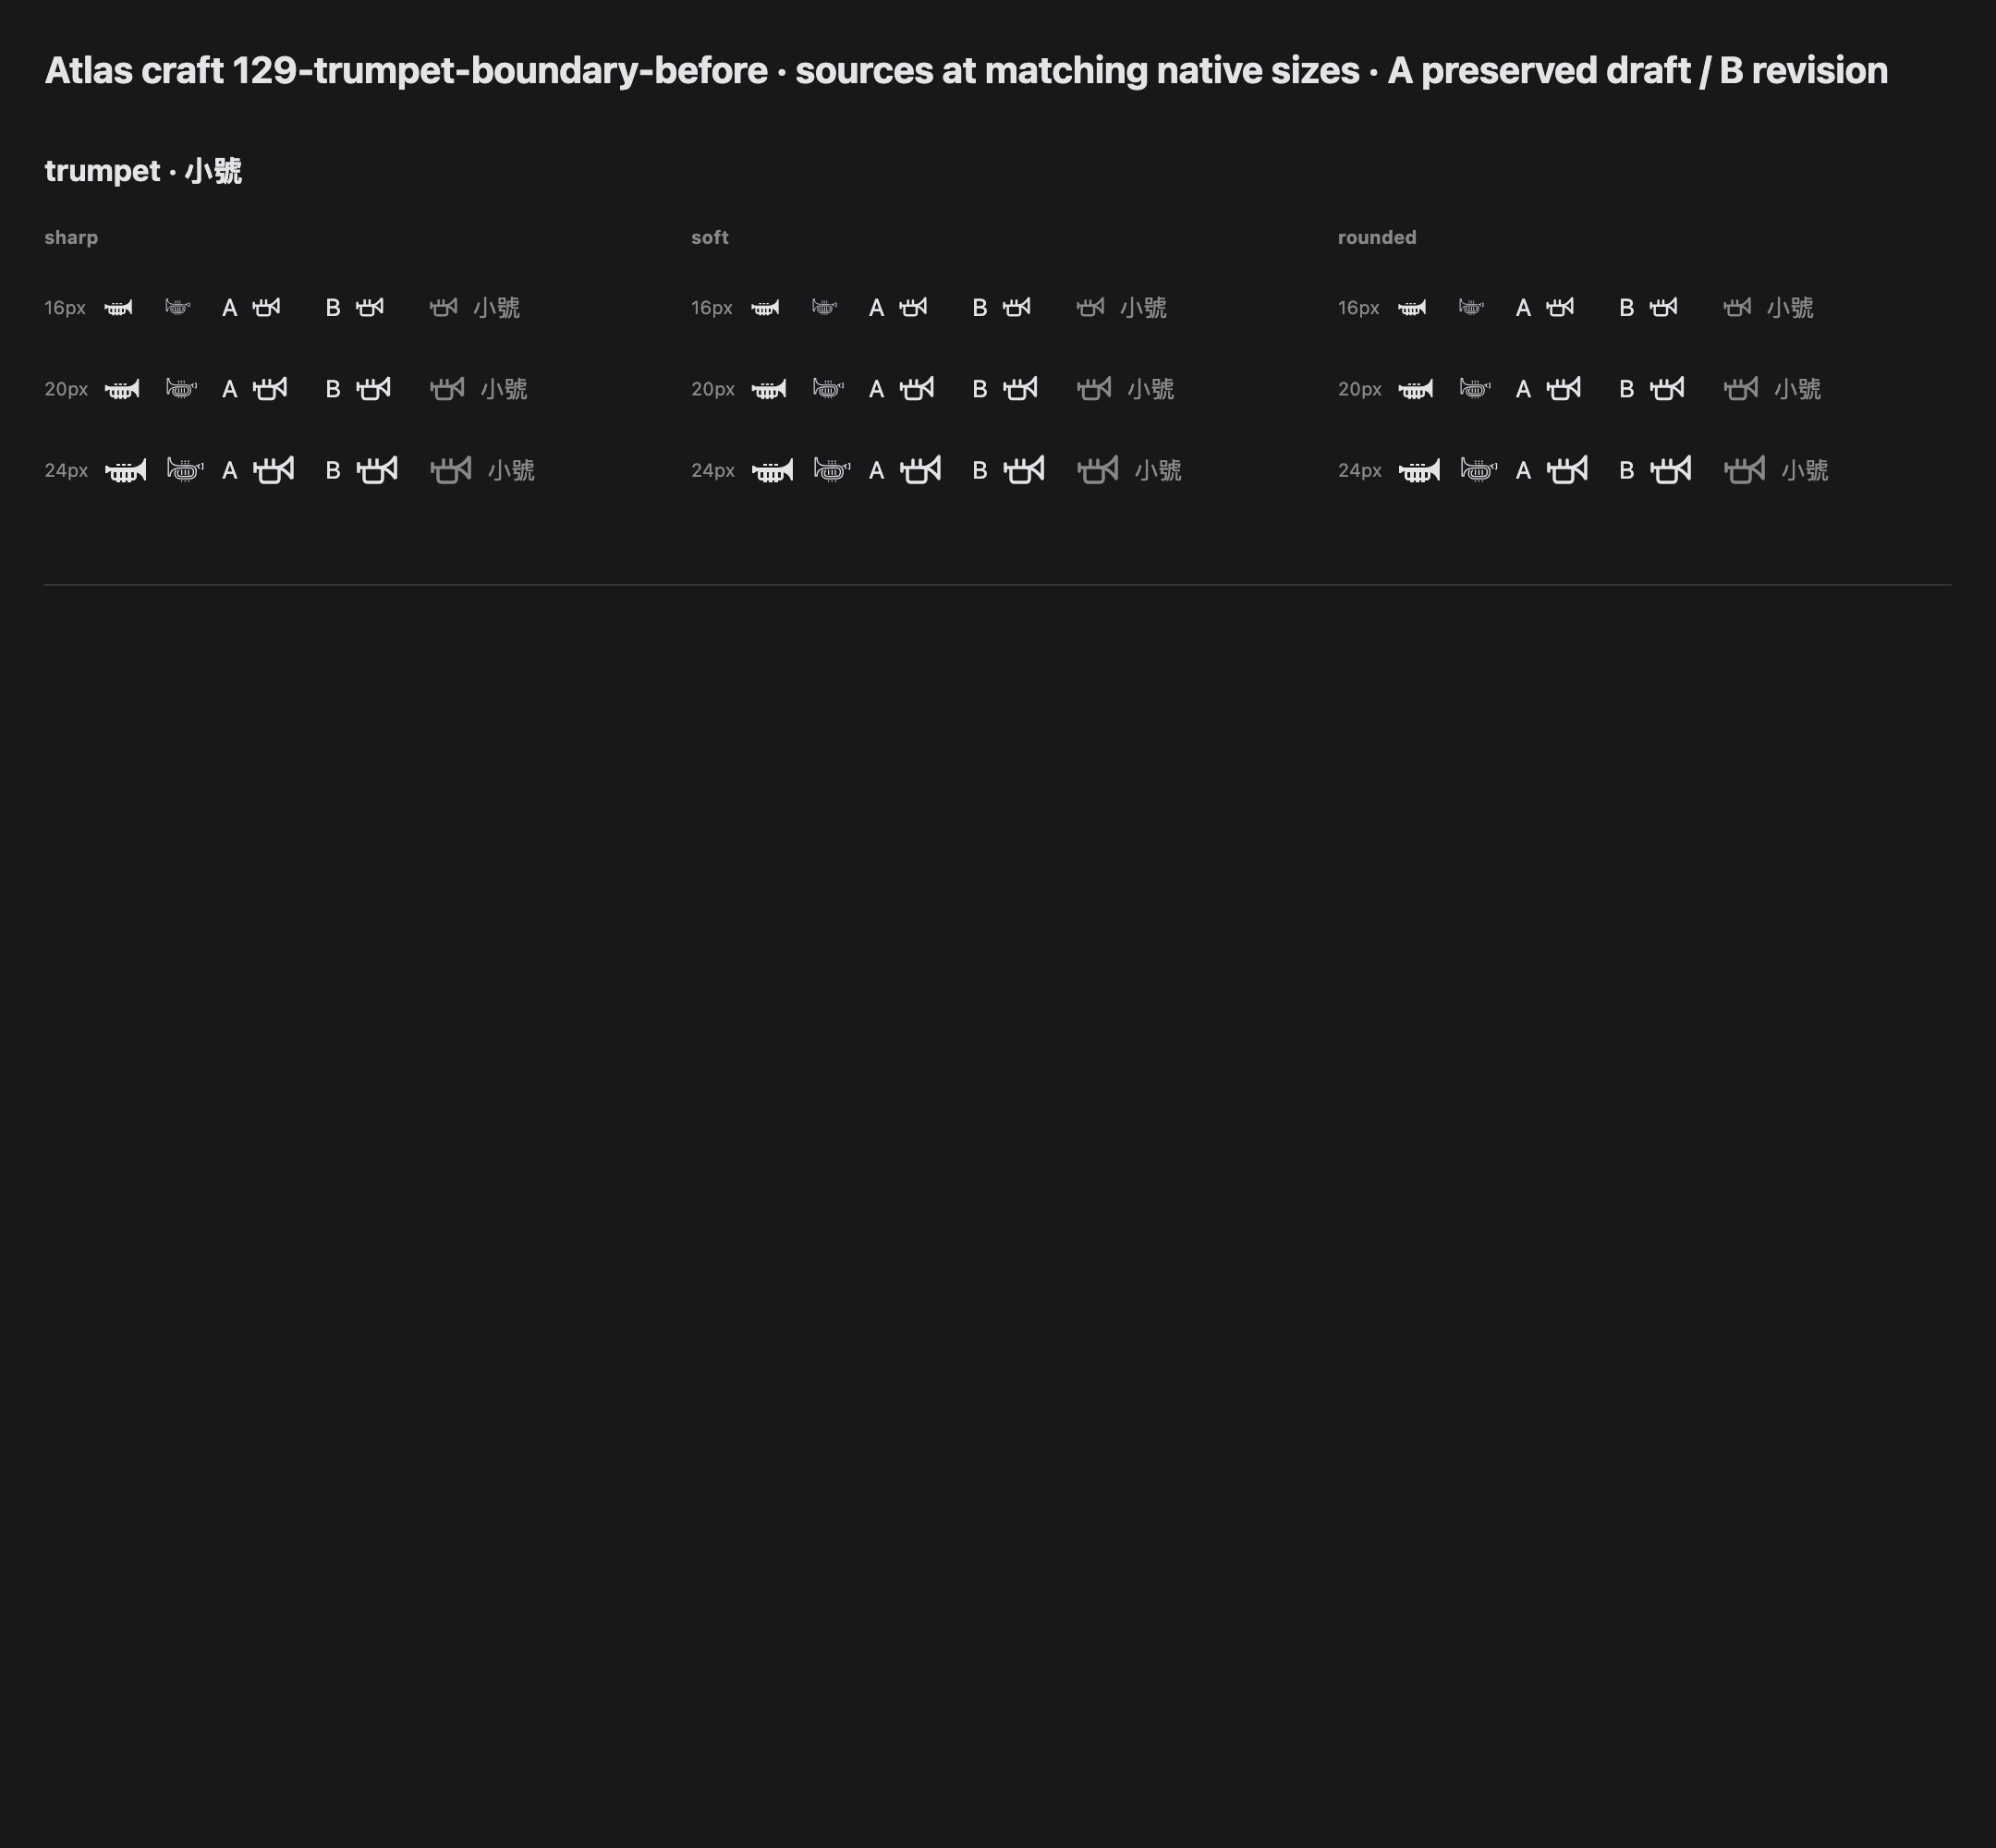 Atlas craft 129-trumpet-boundary-before · sources at matching native sizes · A preserved draft / B revision
trumpet · 小號
sharp
16px A B 小號
20px A B 小號
24px A B 小號
soft
16px A B 小號
20px A B 小號
24px A B 小號
rounded
16px A B 小號
20px A B 小號
24px A B 小號